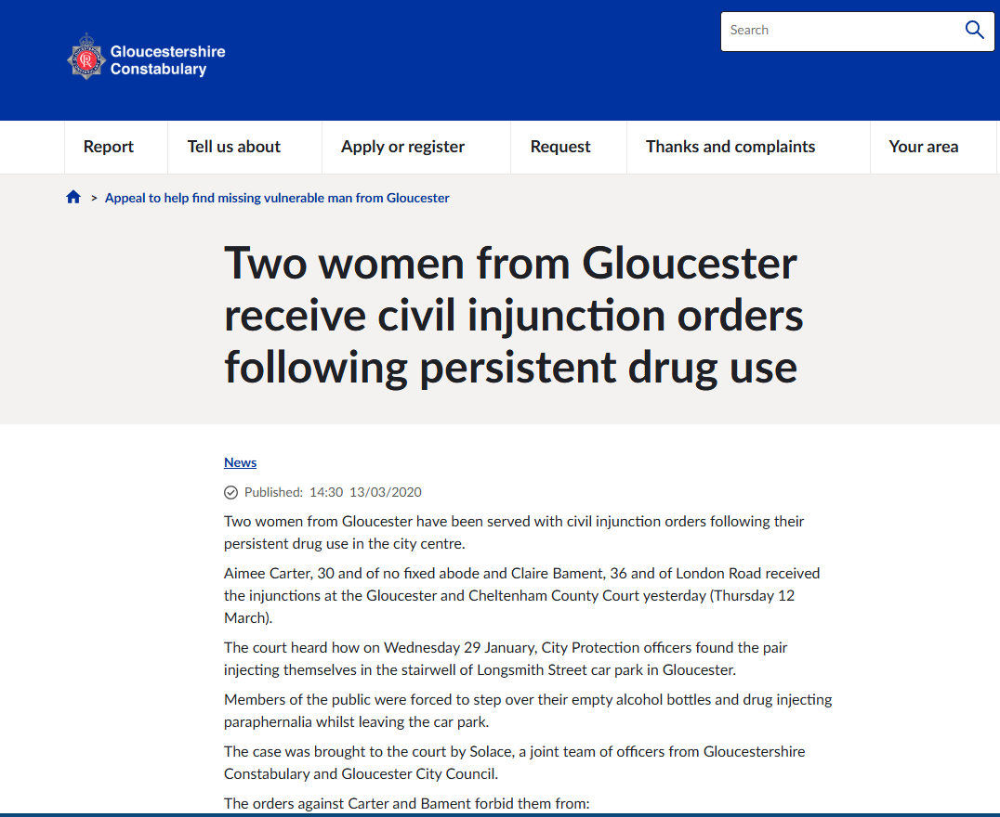 Gloucestershire
Constabulary
Search
Report
Tell us about
Apply or register
Request
Thanks and complaints
Your area
> Appeal to help find missing vulnerable man from Gloucester
Two women from Gloucester
receive civil injunction orders
following persistent drug use
News
Published: 14:30 13/03/2020
Two women from Gloucester have been served with civil injunction orders following their
persistent drug use in the city centre.
Aimee Carter, 30 and of no fixed abode and Claire Bament, 36 and of London Road received
the injunctions at the Gloucester and Cheltenham County Court yesterday (Thursday 12
March).
The court heard how on Wednesday 29 January, City Protection officers found the pair
injecting themselves in the stairwell of Longsmith Street car park in Gloucester.
Members of the public were forced to step over their empty alcohol bottles and drug injecting
paraphernalia whilst leaving the car park.
The case was brought to the court by Solace, a joint team of officers from Gloucestershire
Constabulary and Gloucester City Council.
The orders against Carter and Bament forbid them from: